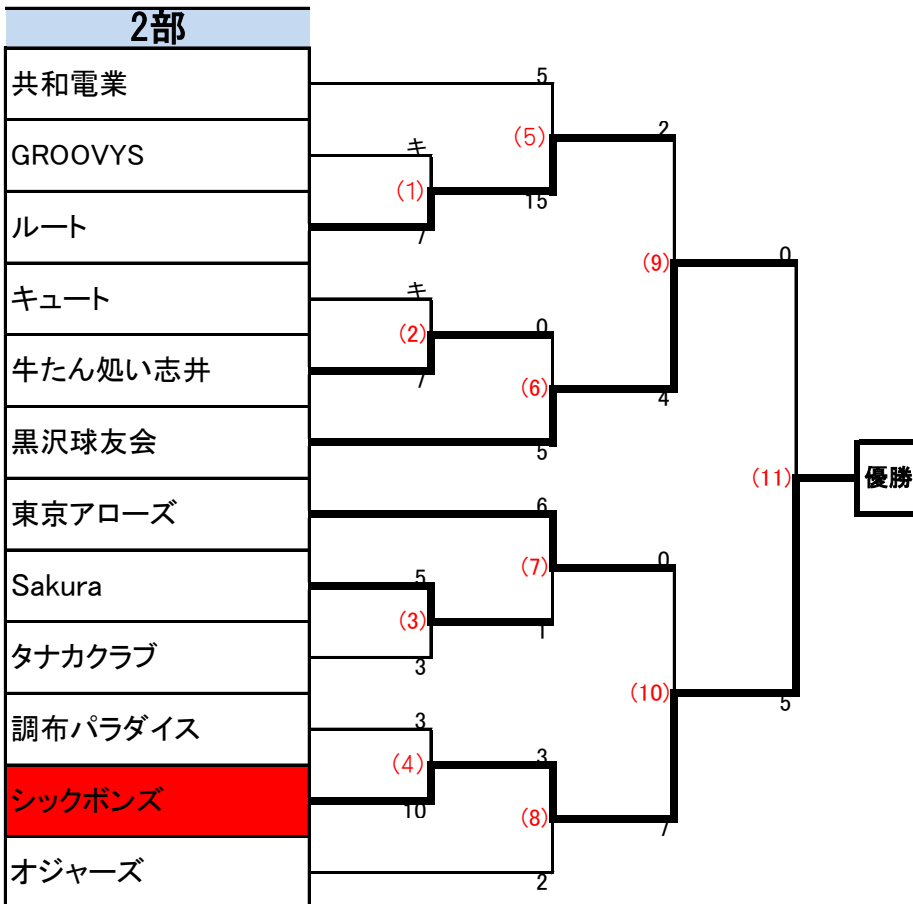 2部
共和電業
GROOVYS
ルート
キュート
牛たん処い志井
黒沢球友会
東京アローズ
Sakura
タナカクラブ
調布パラダイス
シックボンズ
オジャーズ
キ
(1)
7
キ
(2)
7
5
(3)
3
3
(4)
10
5
(5)
15
0
(6)
5
6
(7)
1
3
(8)
2
2
(9)
4
0
(10)
7
0
(11)
5
優勝